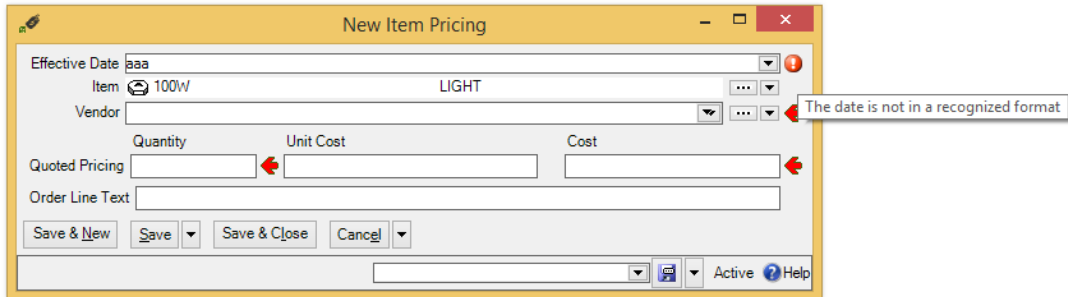 New Item Pricing
Effective Date aaa
Item 100W LIGHT
Vendor
The date is not in a recognized format
Quantity Unit Cost Cost
Quoted Pricing
Order Line Text
Save & New Save Save & Close Cancel
Active Help